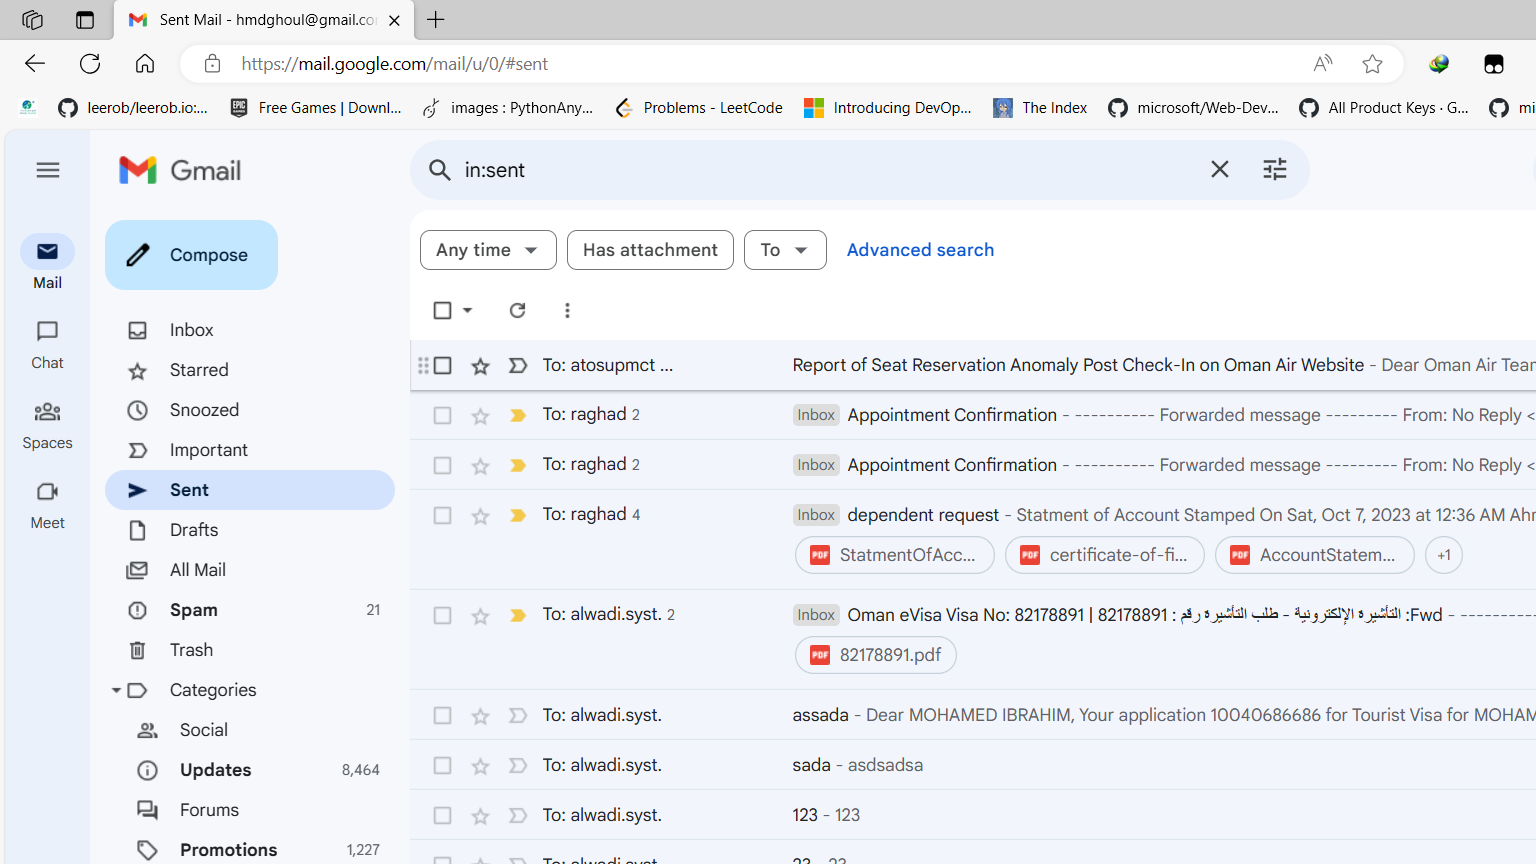 Sent Mail - hmdghoul@gmail.co
https://mail.google.com/mail/u/0/#sent
leerob/leerob.io:...
Free Games | Downl...
images : PythonAny...
Problems - LeetCode
Introducing DevOp...
The Index
microsoft/Web-Dev...
All Product Keys · G...
mi
Gmail
in:sent
Compose
Mail
Chat
Spaces
Meet
Inbox
Starred
Snoozed
Important
Sent
Drafts
All Mail
Spam 21
Trash
Categories
Social
Updates 8,464
Forums
Promotions 1,227
Any time
Has attachment
To
Advanced search
To: atosupmct ... Report of Seat Reservation Anomaly Post Check-In on Oman Air Website - Dear Oman Air Team
To: raghad 2 Inbox Appointment Confirmation - ---------- Forwarded message --------- From: No Reply <
To: raghad 2 Inbox Appointment Confirmation - ---------- Forwarded message --------- From: No Reply <
To: raghad 4 Inbox dependent request - Statment of Account Stamped On Sat, Oct 7, 2023 at 12:36 AM Ahm
PDF StatmentOfAcc... PDF certificate-of-fi... PDF AccountStatem... +1
To: alwadi.syst. 2 Inbox Oman eVisa Visa No: 82178891 | 82178891 : التأشيرة الإلكترونية - طلب التأشيرة رقم :Fwd - ----------
PDF 82178891.pdf
To: alwadi.syst. assada - Dear MOHAMED IBRAHIM, Your application 10040686686 for Tourist Visa for MOHAM
To: alwadi.syst. sada - asdsadsa
To: alwadi.syst. 123 - 123
To: alwadi.syst. 23 - 23